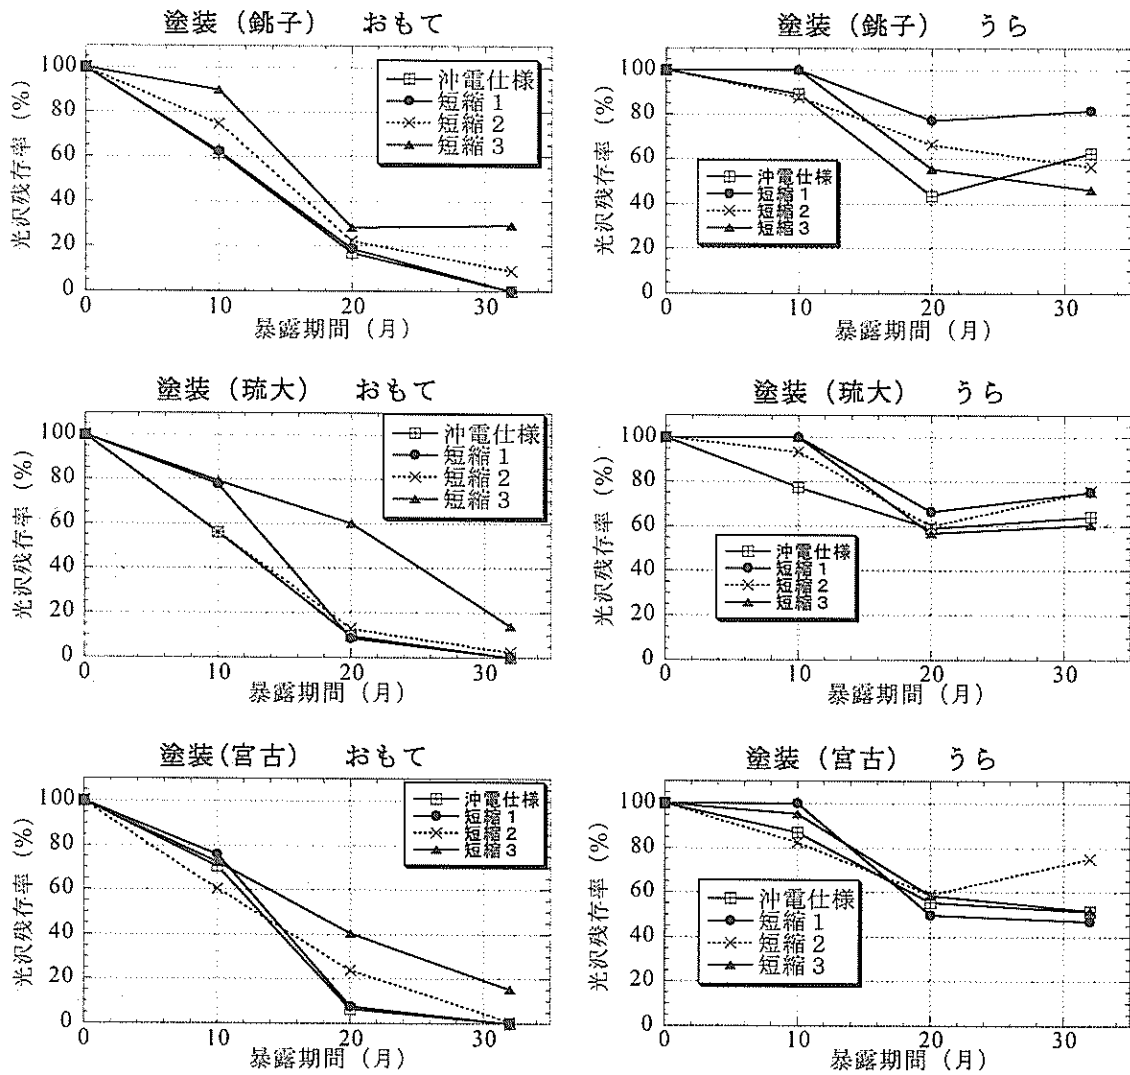 塗装（銚子）　おもて
光沢残存率（%）
100
80
60
40
20
0
沖電仕様
短縮１
短縮２
短縮３
0 10 20 30
暴露期間（月）
塗装（銚子）　うら
光沢残存率（%）
100
80
60
40
20
0
沖電仕様
短縮１
短縮２
短縮３
0 10 20 30
暴露期間（月）
塗装（琉大）　おもて
光沢残存率（%）
100
80
60
40
20
0
沖電仕様
短縮１
短縮２
短縮３
0 10 20 30
暴露期間（月）
塗装（琉大）　うら
光沢残存率（%）
100
80
60
40
20
0
沖電仕様
短縮１
短縮２
短縮３
0 10 20 30
暴露期間（月）
塗装(宮古）　おもて
光沢残存率（%）
100
80
60
40
20
0
沖電仕様
短縮１
短縮２
短縮３
0 10 20 30
暴露期間（月）
塗装（宮古）　うら
光沢残存率（%）
100
80
60
40
20
0
沖電仕様
短縮１
短縮２
短縮３
0 10 20 30
暴露期間（月）